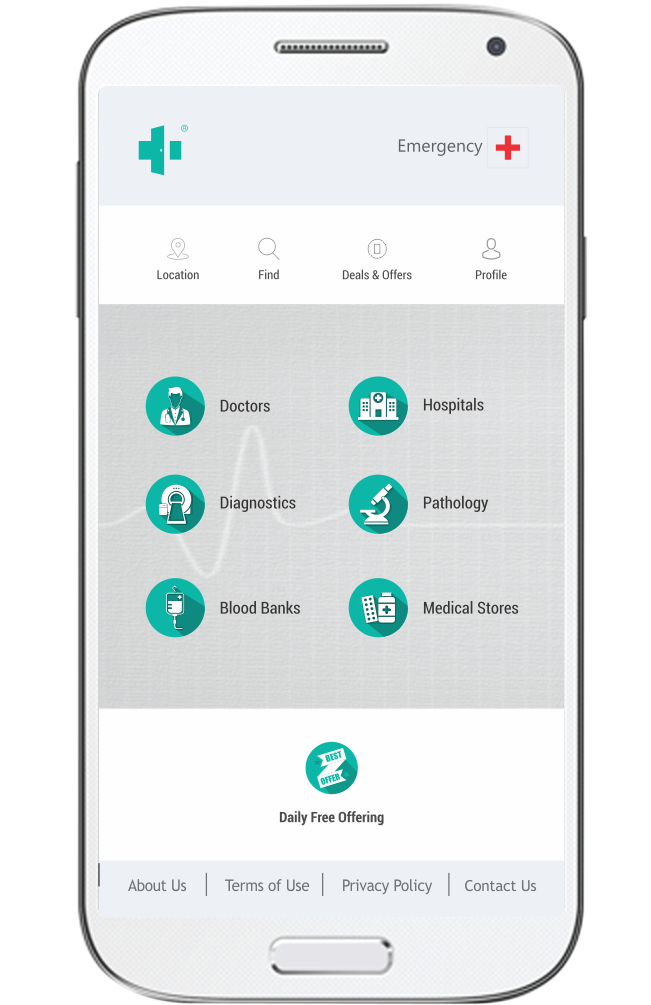 ®
Emergency
Location Find Deals & Offers Profile
Doctors Hospitals
Diagnostics Pathology
Blood Banks Medical Stores
BEST
OFFER
Daily Free Offering
About Us | Terms of Use | Privacy Policy | Contact Us